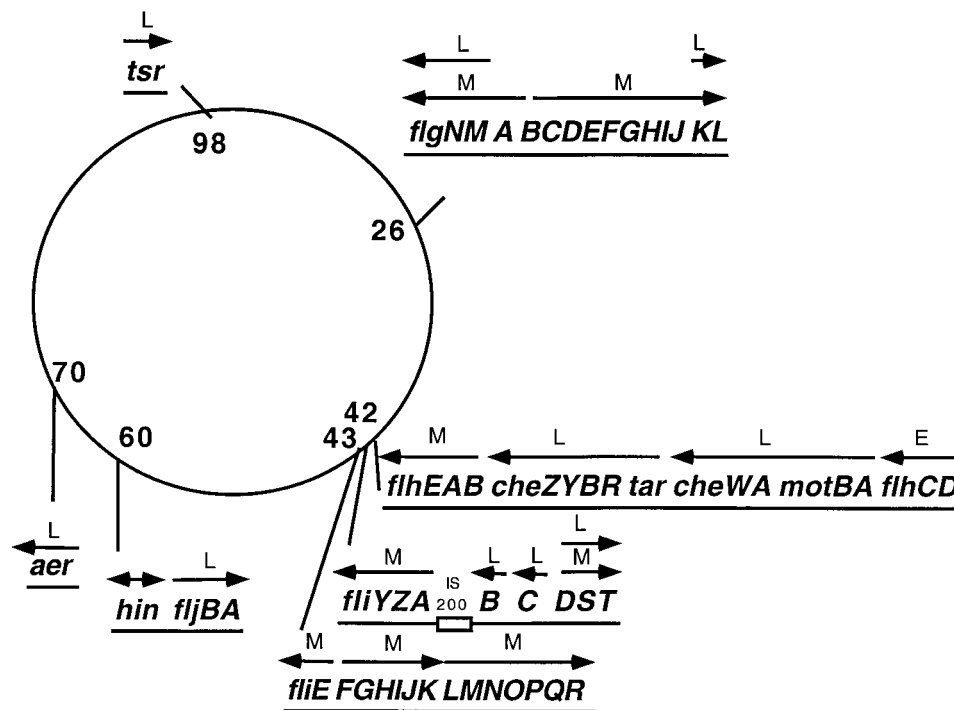 L
L
L
tsr
M
M
flgNM A BCDEFGHIJ KL
98
26
70
42
60
43
M
L
L
E
flhEAB cheZYBR tar cheWA motBA flhCD
L
L
L
M
L
L
M
aer
IS
hin fljBA
fliYZA
200
B
C
DST
M
M
M
fliE FGHIJK LMNOPQR